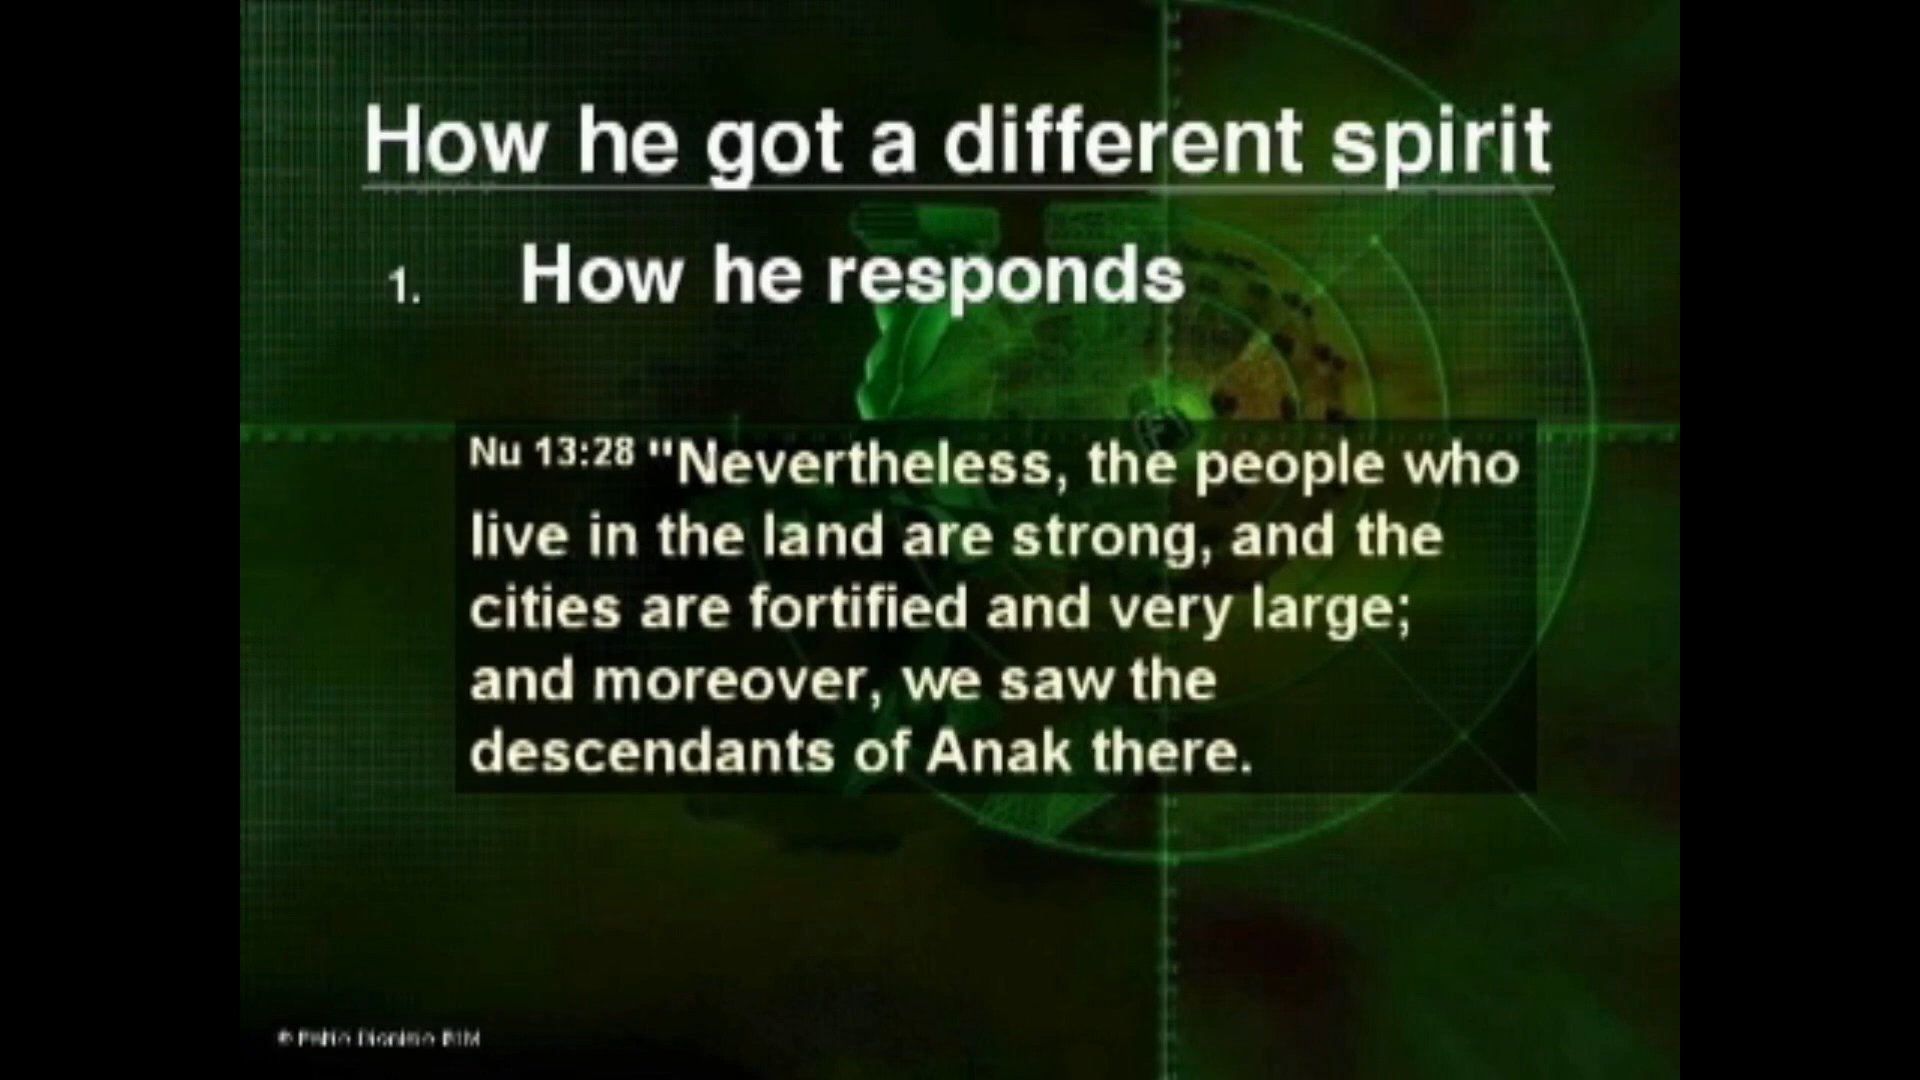 How he got a different spirit
1. How he responds
Nu 13:28 "Nevertheless, the people who
live in the land are strong, and the
cities are fortified and very large;
and moreover, we saw the
descendants of Anak there.
©